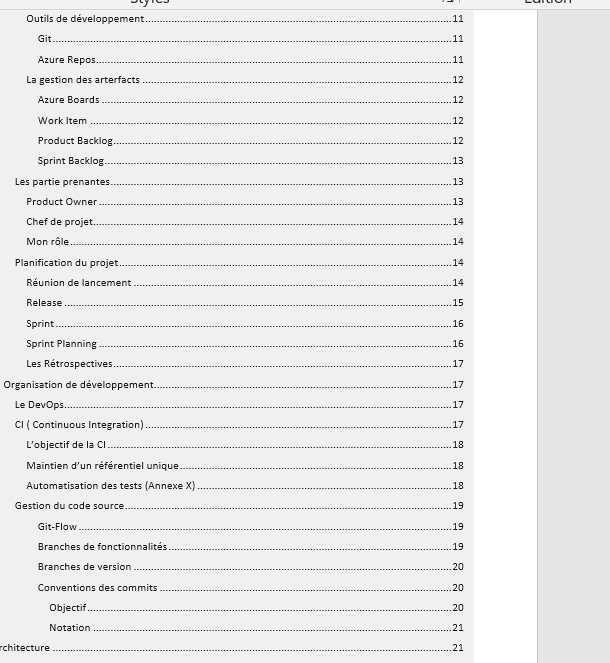 Styles
Édition
Outils de développement 11
Git 11
Azure Repos 11
La gestion des arterfacts 12
Azure Boards 12
Work Item 12
Product Backlog 12
Sprint Backlog 13
Les partie prenantes 13
Product Owner 13
Chef de projet 14
Mon rôle 14
Planification du projet 14
Réunion de lancement 14
Release 15
Sprint 16
Sprint Planning 16
Les Rétrospectives 17
Organisation de développement 17
Le DevOps 17
CI ( Continuous Integration) 17
L'objectif de la CI 18
Maintien d'un référentiel unique 18
Automatisation des tests (Annexe X) 18
Gestion du code source 19
Git-Flow 19
Branches de fonctionnalités 19
Branches de version 20
Conventions des commits 20
Objectif 20
Notation 21
rchitecture 21